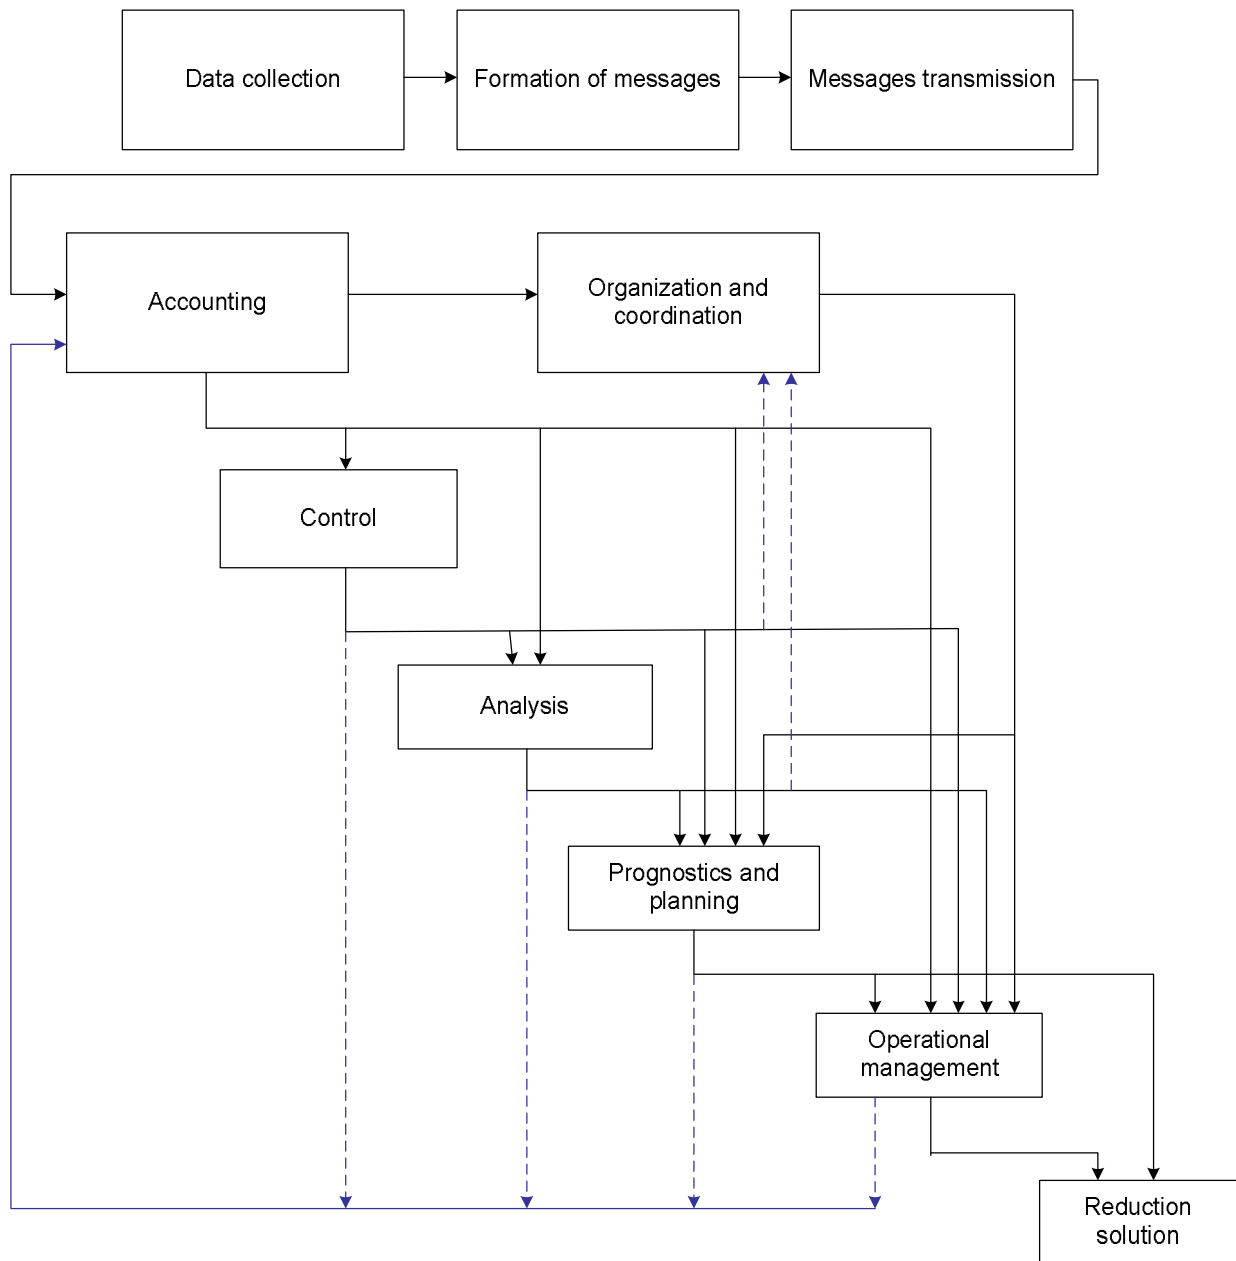 Data collection
Formation of messages
Messages transmission
Accounting
Organization and
coordination
Control
Analysis
Prognostics and
planning
Operational
management
Reduction
solution